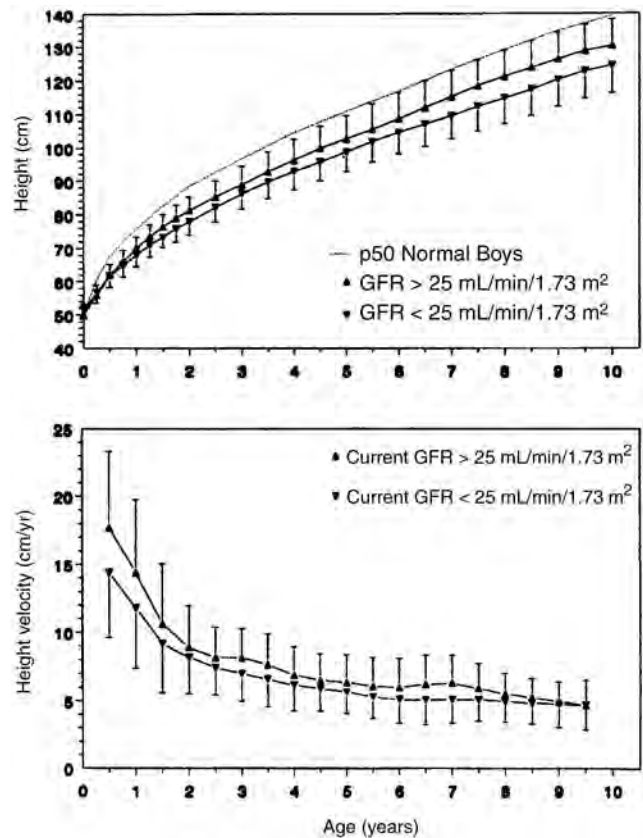 Height (cm)
140
130
120
110
100
90
80
70
60
50
40
p50 Normal Boys
GFR > 25 mL/min/1.73 m²
GFR < 25 mL/min/1.73 m²
0 1 2 3 4 5 6 7 8 9 10
Height velocity (cm/yr)
25
20
15
10
5
0
Current GFR > 25 mL/min/1.73 m²
Current GFR < 25 mL/min/1.73 m²
0 1 2 3 4 5 6 7 8 9 10
Age (years)